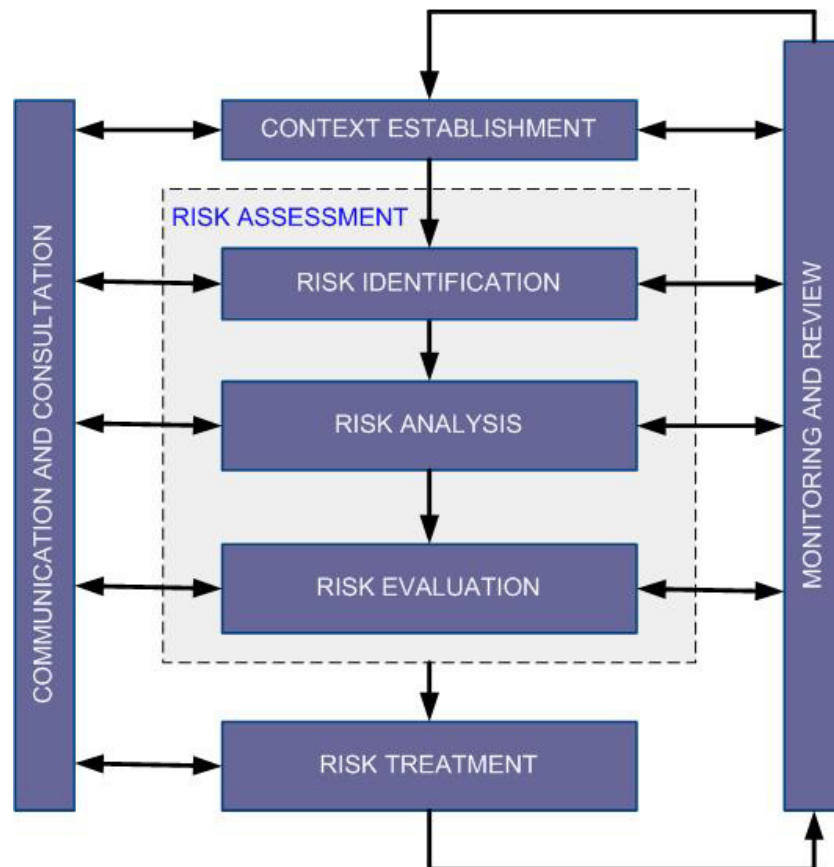 CONTEXT ESTABLISHMENT
RISK ASSESSMENT
RISK IDENTIFICATION
RISK ANALYSIS
RISK EVALUATION
RISK TREATMENT
COMMUNICATION AND CONSULTATION
MONITORING AND REVIEW